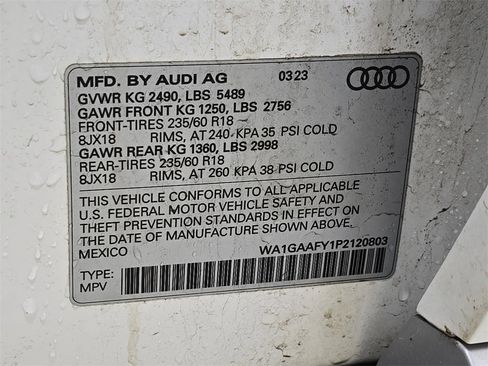 MFD. BY AUDI AG 03 23
GVWR KG 2490, LBS 5489
GAWR FRONT KG 1250, LBS 2756
FRONT-TIRES 235/60 R18
8JX18 RIMS, AT 240 KPA 35 PSI COLD
GAWR REAR KG 1360, LBS 2998
REAR-TIRES 235/60 R18
8JX18 RIMS, AT 260 KPA 38 PSI COLD
THIS VEHICLE CONFORMS TO ALL APPLICABLE
U.S. FEDERAL MOTOR VEHICLE SAFETY AND
THEFT PREVENTION STANDARDS IN EFFECT ON
THE DATE OF MANUFACTURE SHOWN ABOVE.
MEXICO WA1GAAFY1P2120803
TYPE:
MPV